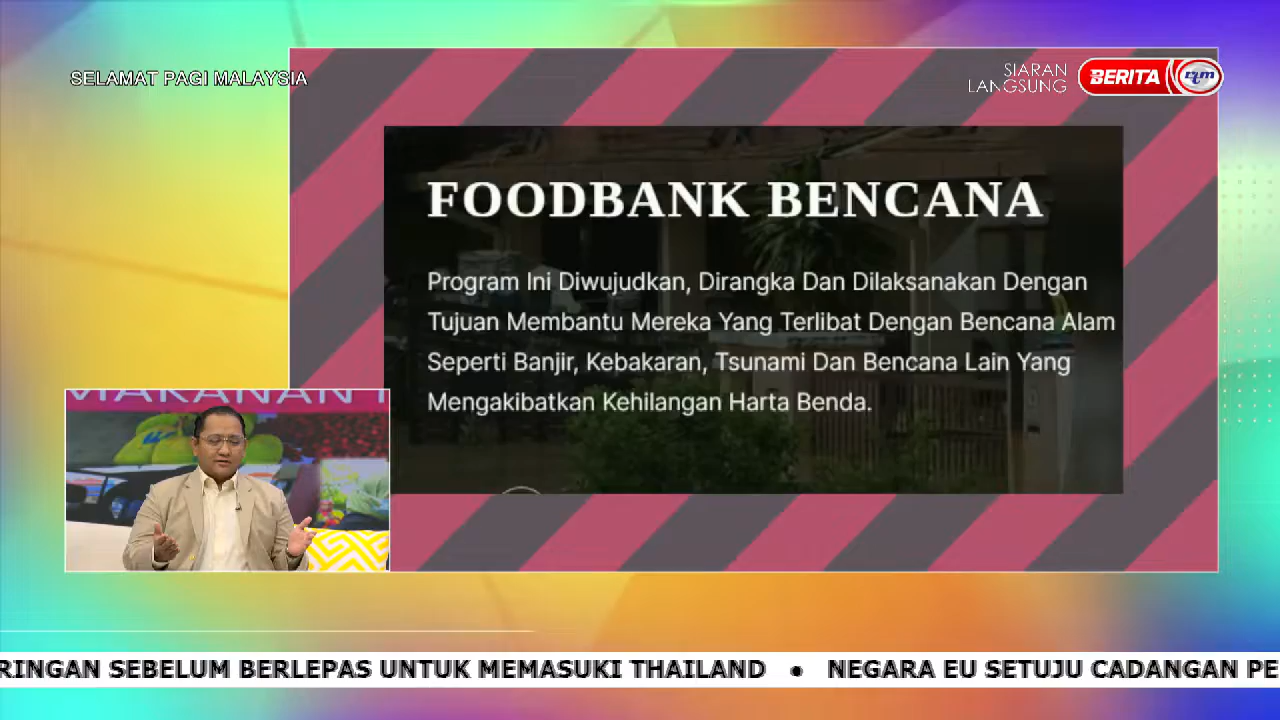 SELAMAT PAGI MALAYSIA
SIARAN
LANGSUNG
BERITA rtm
FOODBANK BENCANA
Program Ini Diwujudkan, Dirangka Dan Dilaksanakan Dengan
Tujuan Membantu Mereka Yang Terlibat Dengan Bencana Alam
Seperti Banjir, Kebakaran, Tsunami Dan Bencana Lain Yang
Mengakibatkan Kehilangan Harta Benda.
MAKANAN
RINGAN SEBELUM BERLEPAS UNTUK MEMASUKI THAILAND • NEGARA EU SETUJU CADANGAN PE